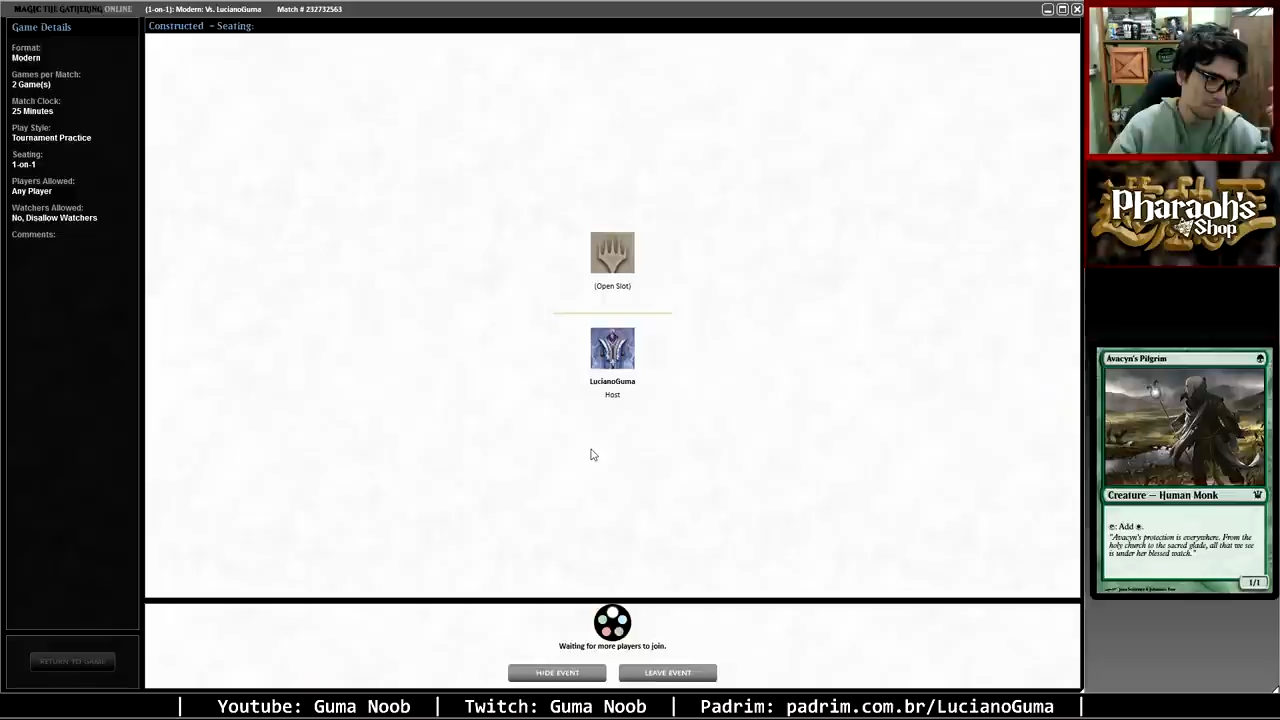 MAGIC THE GATHERING ONLINE
(1-on-1): Modern: Vs. LucianoGuma
Match # 232732563
Game Details
Constructed - Seating:
Format:
Modern
Games per Match:
2 Game(s)
Match Clock:
25 Minutes
Play Style:
Tournament Practice
Seating:
1-on-1
Players Allowed:
Any Player
Watchers Allowed:
No, Disallow Watchers
Comments:
(Open Slot)
LucianoGuma
Host
Pharaoh's
Shop
Avacyn's Pilgrim
Creature — Human Monk
: Add .
"Avacyn's protection is everywhere. From the
holy church to the sacred glade, all that we see
is under her blessed watch."
1/1
Waiting for more players to join.
RETURN TO GAME
HIDE EVENT
LEAVE EVENT
| Youtube: Guma Noob | Twitch: Guma Noob | Padrim: padrim.com.br/LucianoGuma |